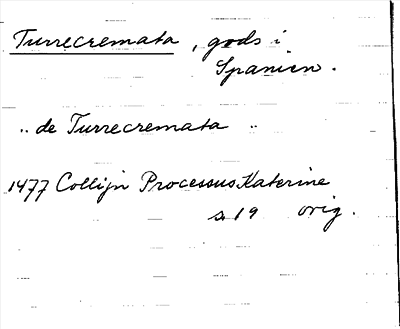 Turrecremata, gods i
Spanien.
"de Turrecremata"
1477 Collijn Processus Katerine
s. 19 orig.